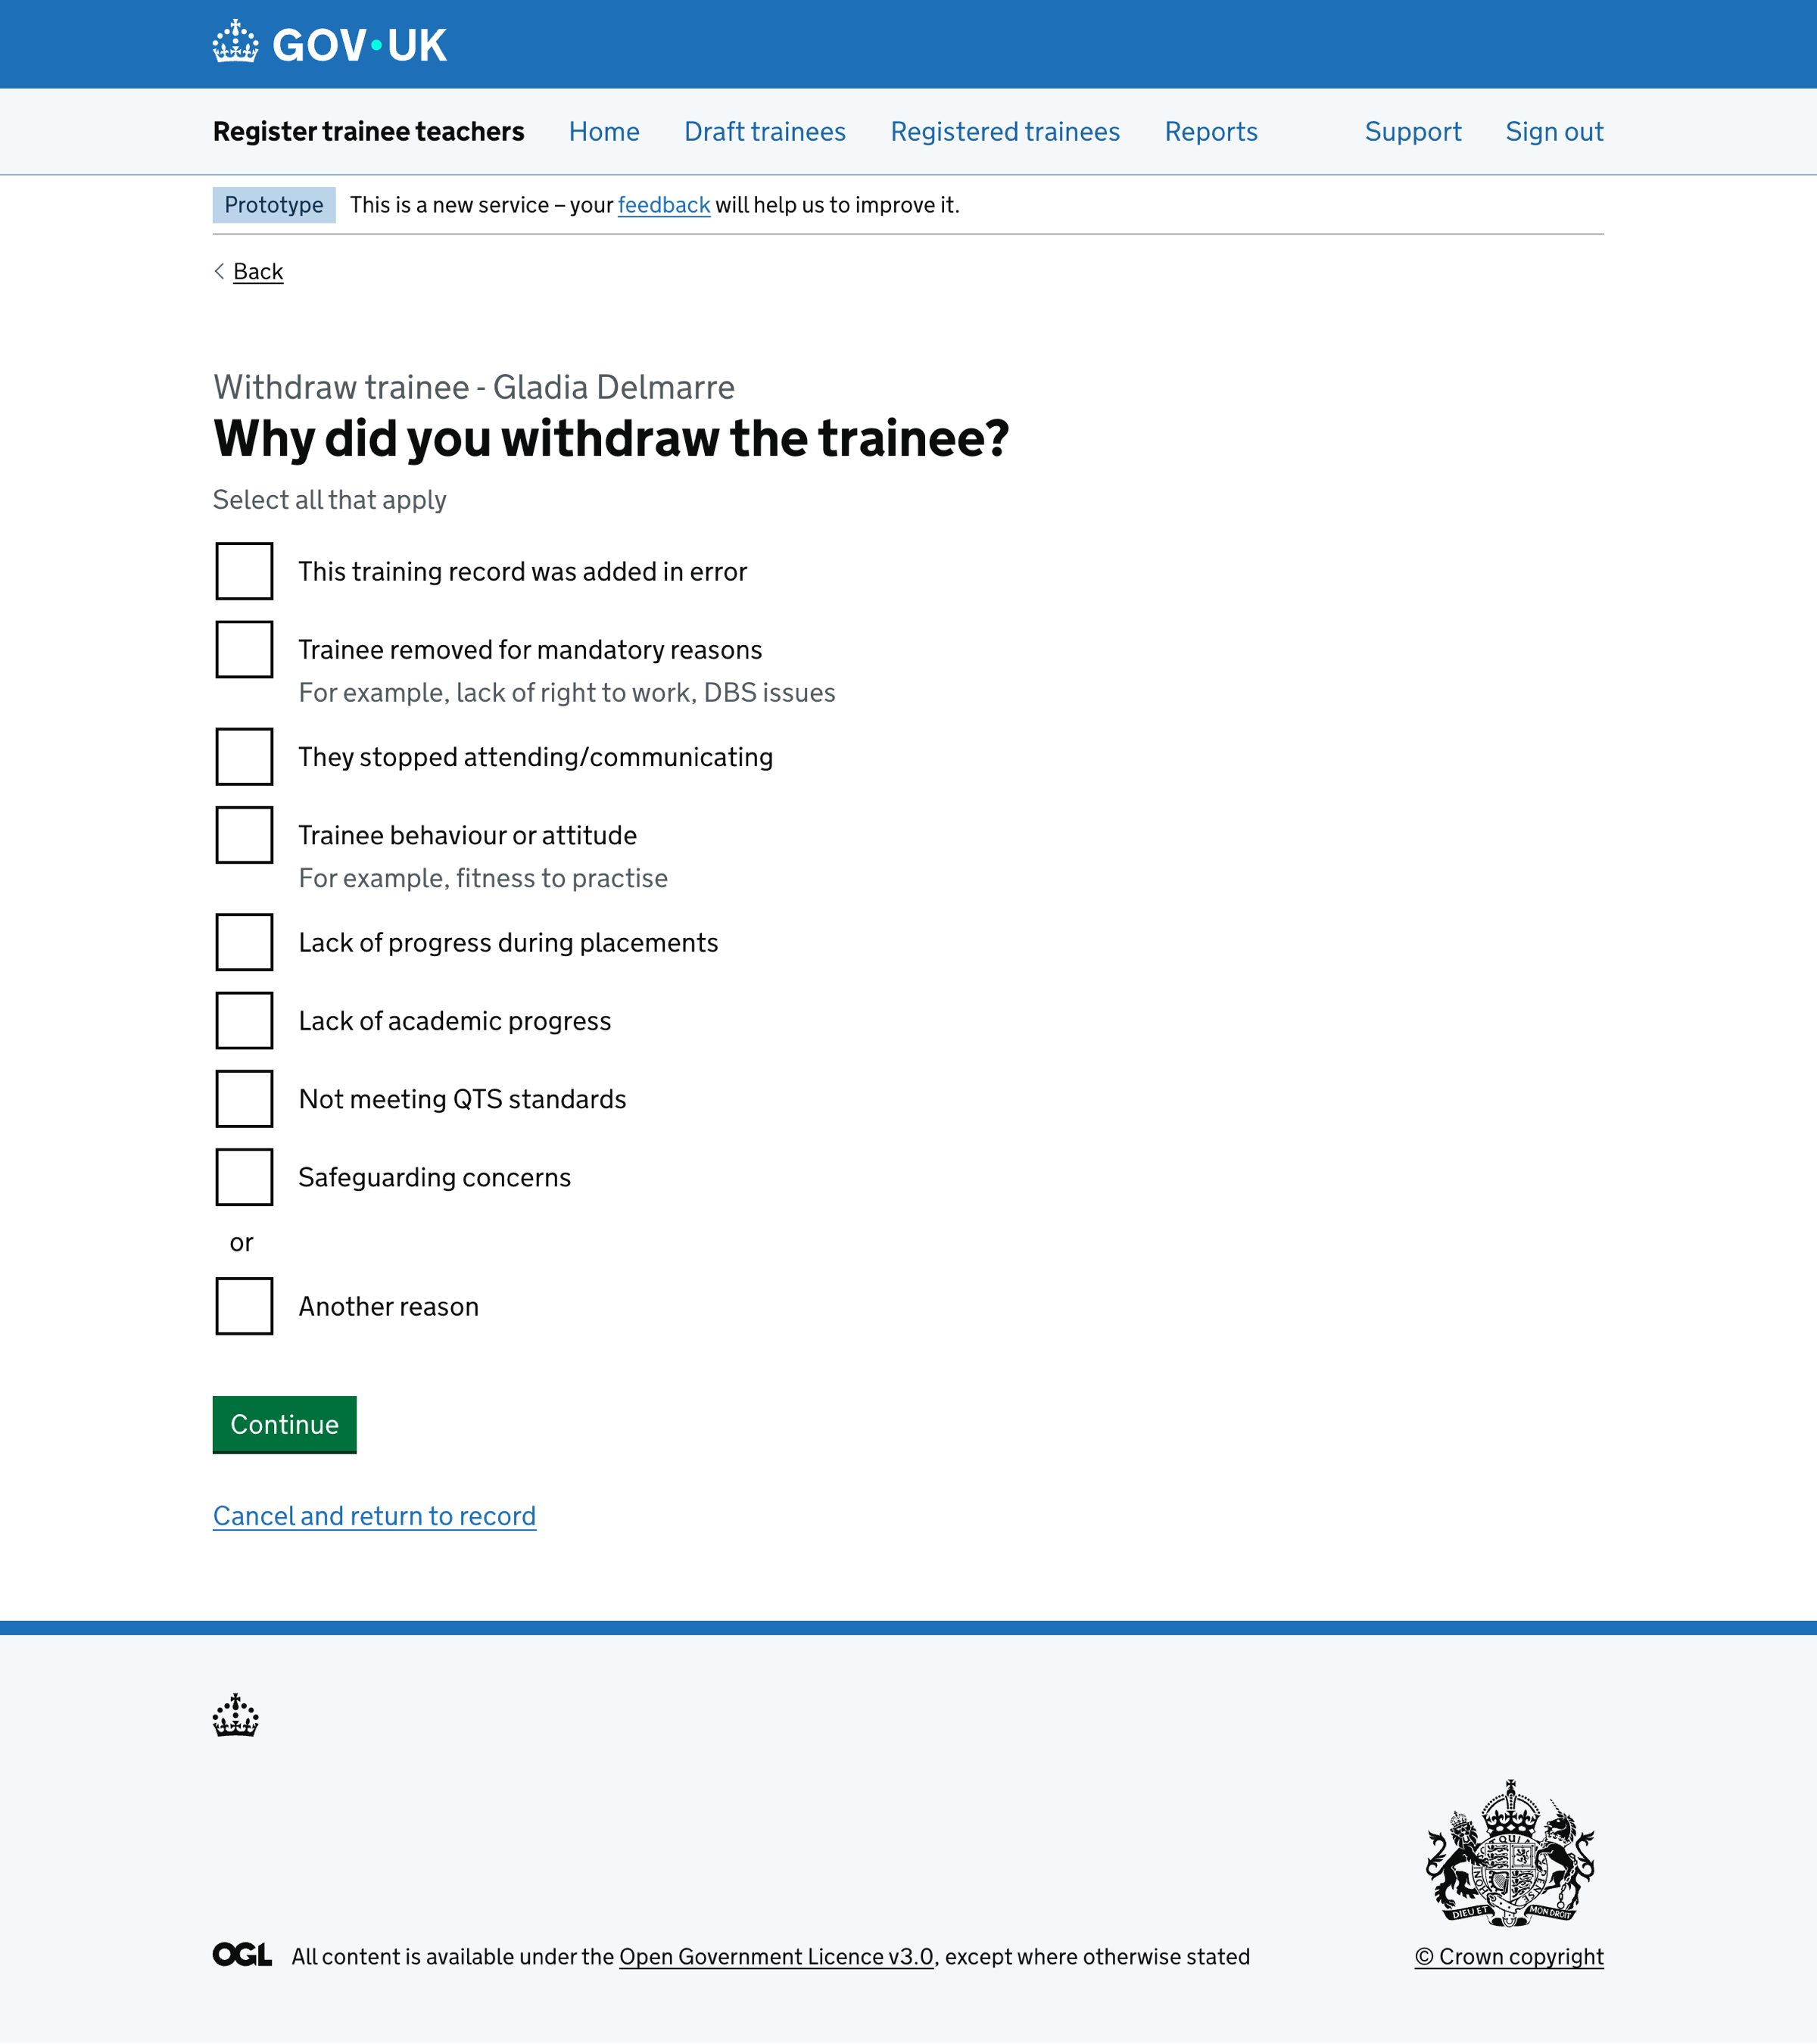 GOV·UK
Register trainee teachers Home Draft trainees Registered trainees Reports Support Sign out
Prototype This is a new service – your feedback will help us to improve it.
Back
Withdraw trainee - Gladia Delmarre
Why did you withdraw the trainee?
Select all that apply
This training record was added in error
Trainee removed for mandatory reasons
For example, lack of right to work, DBS issues
They stopped attending/communicating
Trainee behaviour or attitude
For example, fitness to practise
Lack of progress during placements
Lack of academic progress
Not meeting QTS standards
Safeguarding concerns
or
Another reason
Continue
Cancel and return to record
DIEU ET MON DROIT
OGL All content is available under the Open Government Licence v3.0, except where otherwise stated
© Crown copyright